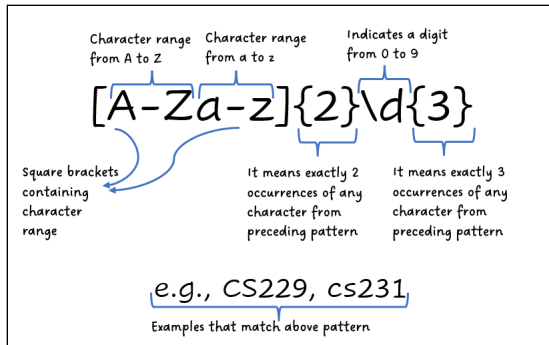 Character range
from A to Z
Character range
from a to z
Indicates a digit
from 0 to 9
[A-Za-z]{2}\d{3}
Square brackets
containing
character
range
It means exactly 2
occurrences of any
character from
preceding pattern
It means exactly 3
occurrences of any
character from
preceding pattern
e.g., CS229, cs231
Examples that match above pattern